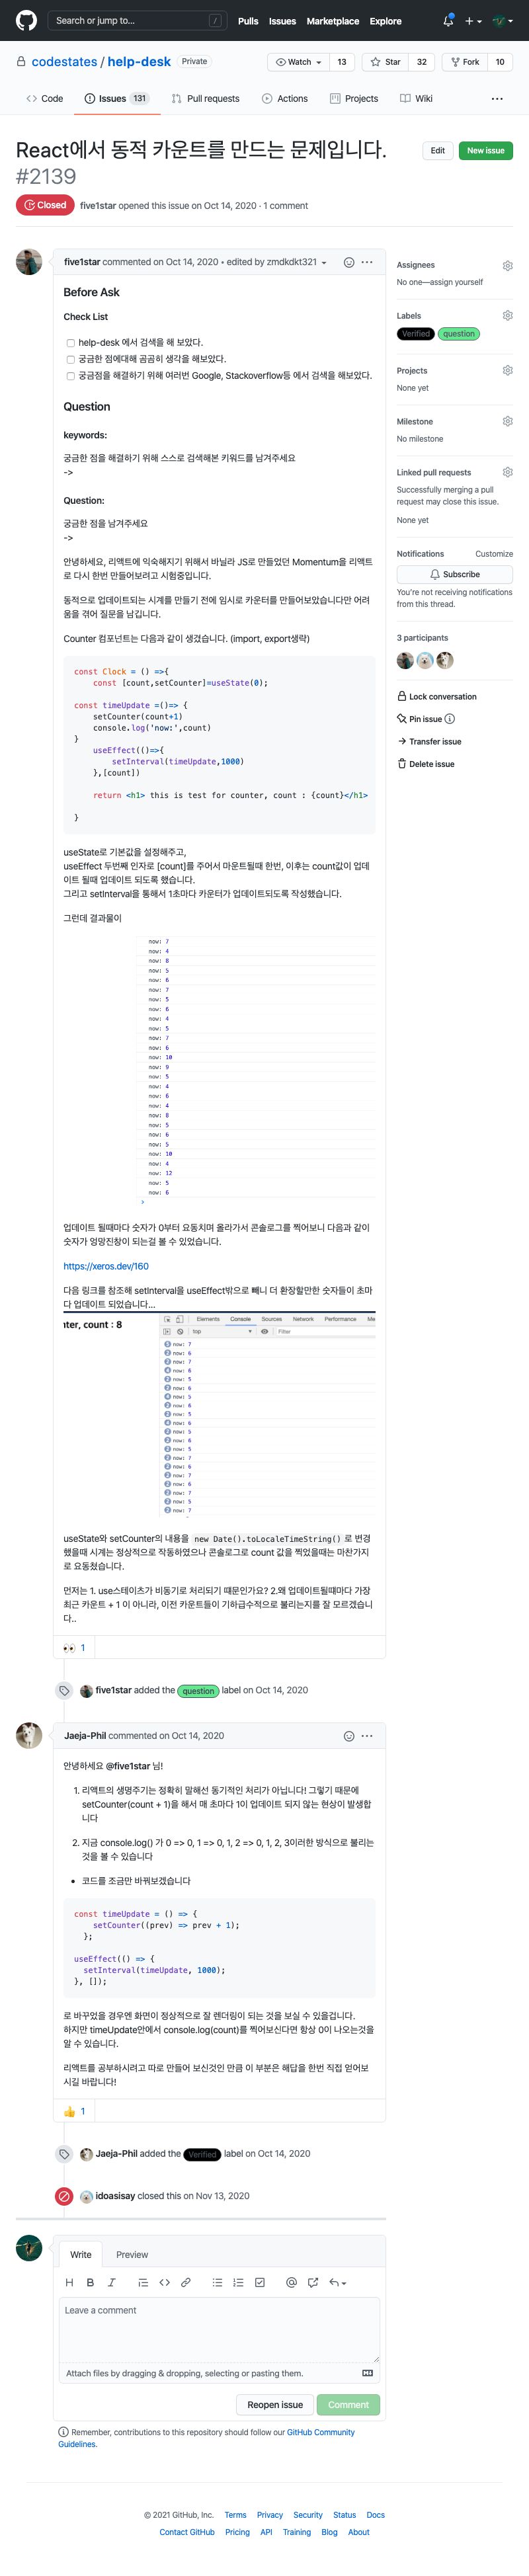 Search or jump to...
/
Pulls
Issues
Marketplace
Explore
codestates / help-desk
Private
Watch
13
Star
32
Fork
10
Code
Issues 131
Pull requests
Actions
Projects
Wiki
React에서 동적 카운트를 만드는 문제입니다.
#2139
Edit
New issue
Closed
five1star opened this issue on Oct 14, 2020 · 1 comment
five1star commented on Oct 14, 2020 • edited by zmdkdkt321
Before Ask
Check List
help-desk 에서 검색을 해 보았다.
궁금한 점에대해 곰곰히 생각을 해보았다.
궁금점을 해결하기 위해 여러번 Google, Stackoverflow등 에서 검색을 해보았다.
Question
keywords:
궁금한 점을 해결하기 위해 스스로 검색해본 키워드를 남겨주세요
->
Question:
궁금한 점을 남겨주세요
->
안녕하세요, 리액트에 익숙해지기 위해서 바닐라 JS로 만들었던 Momentum을 리액트
로 다시 한번 만들어보려고 시험중입니다.
동적으로 업데이트되는 시계를 만들기 전에 임시로 카운터를 만들어보았습니다만 어려
움을 겪어 질문을 남깁니다.
Counter 컴포넌트는 다음과 같이 생겼습니다. (import, export생략)
const Clock = () =>{
const [count,setCounter]=useState(0);
const timeUpdate =()=> {
setCounter(count+1)
console.log('now:',count)
}
useEffect(()=>{
setInterval(timeUpdate,1000)
},[count])
return <h1> this is test for counter, count : {count}</h1>
}
useState로 기본값을 설정해주고,
useEffect 두번째 인자로 [count]를 주어서 마운트될때 한번, 이후는 count값이 업데
이트 될때 업데이트 되도록 했습니다.
그리고 setInterval을 통해서 1초마다 카운터가 업데이트되도록 작성했습니다.
그런데 결과물이
now: 7
now: 4
now: 8
now: 5
now: 6
now: 7
now: 5
now: 6
now: 4
now: 5
now: 7
now: 6
now: 10
now: 9
now: 5
now: 4
now: 6
now: 4
now: 8
now: 5
now: 6
now: 5
now: 10
now: 4
now: 12
now: 5
now: 6
>
업데이트 될때마다 숫자가 0부터 요동치며 올라가서 콘솔로그를 찍어보니 다음과 같이
숫자가 엉망진창이 되는걸 볼 수 있었습니다.
https://xeros.dev/160
다음 링크를 참조해 setInterval을 useEffect밖으로 빼니 더 환장할만한 숫자들이 초마
다 업데이트 되었습니다...
iter, count : 8
Elements
Console
Sources
Network
Performance
Me
top
Filter
now: 7
now: 6
now: 7
now: 6
now: 5
now: 6
now: 5
now: 6
now: 5
now: 6
now: 5
now: 6
now: 5
now: 7
now: 6
now: 7
now: 6
now: 7
now: 5
now: 7
useState와 setCounter의 내용을 new Date().toLocaleTimeString() 로 변경
했을때 시계는 정상적으로 작동하였으나 콘솔로그로 count 값을 찍었을때는 마찬가지
로 요동쳤습니다.
먼저는 1. use스테이츠가 비동기로 처리되기 떄문인가요? 2.왜 업데이트될때마다 가장
최근 카운트 + 1 이 아니라, 이전 카운트들이 기하급수적으로 불리는지를 잘 모르겠습니
다..
👀 1
five1star added the question label on Oct 14, 2020
Jaeja-Phil commented on Oct 14, 2020
안녕하세요 @five1star 님!
1. 리액트의 생명주기는 정확히 말해선 동기적인 처리가 아닙니다! 그렇기 때문에
setCounter(count + 1)을 해서 매 초마다 1이 업데이트 되지 않는 현상이 발생합
니다
2. 지금 console.log() 가 0 => 0, 1 => 0, 1, 2 => 0, 1, 2, 3이러한 방식으로 불리는
것을 볼 수 있습니다
• 코드를 조금만 바꿔보겠습니다
const timeUpdate = () => {
setCounter((prev) => prev + 1);
};
useEffect(() => {
setInterval(timeUpdate, 1000);
}, []);
로 바꾸었을 경우엔 화면이 정상적으로 잘 렌더링이 되는 것을 보실 수 있을겁니다.
하지만 timeUpdate안에서 console.log(count)를 찍어보신다면 항상 0이 나오는것을
알 수 있습니다.
리액트를 공부하시려고 따로 만들어 보신것인 만큼 이 부분은 해답을 한번 직접 얻어보
시길 바랍니다!
👍 1
Jaeja-Phil added the Verified label on Oct 14, 2020
idoasisay closed this on Nov 13, 2020
Write
Preview
Leave a comment
Attach files by dragging & dropping, selecting or pasting them.
Reopen issue
Comment
Remember, contributions to this repository should follow our GitHub Community
Guidelines.
Assignees
No one—assign yourself
Labels
Verified
question
Projects
None yet
Milestone
No milestone
Linked pull requests
Successfully merging a pull
request may close this issue.
None yet
Notifications
Customize
Subscribe
You're not receiving notifications
from this thread.
3 participants
Lock conversation
Pin issue
Transfer issue
Delete issue
© 2021 GitHub, Inc.
Terms
Privacy
Security
Status
Docs
Contact GitHub
Pricing
API
Training
Blog
About